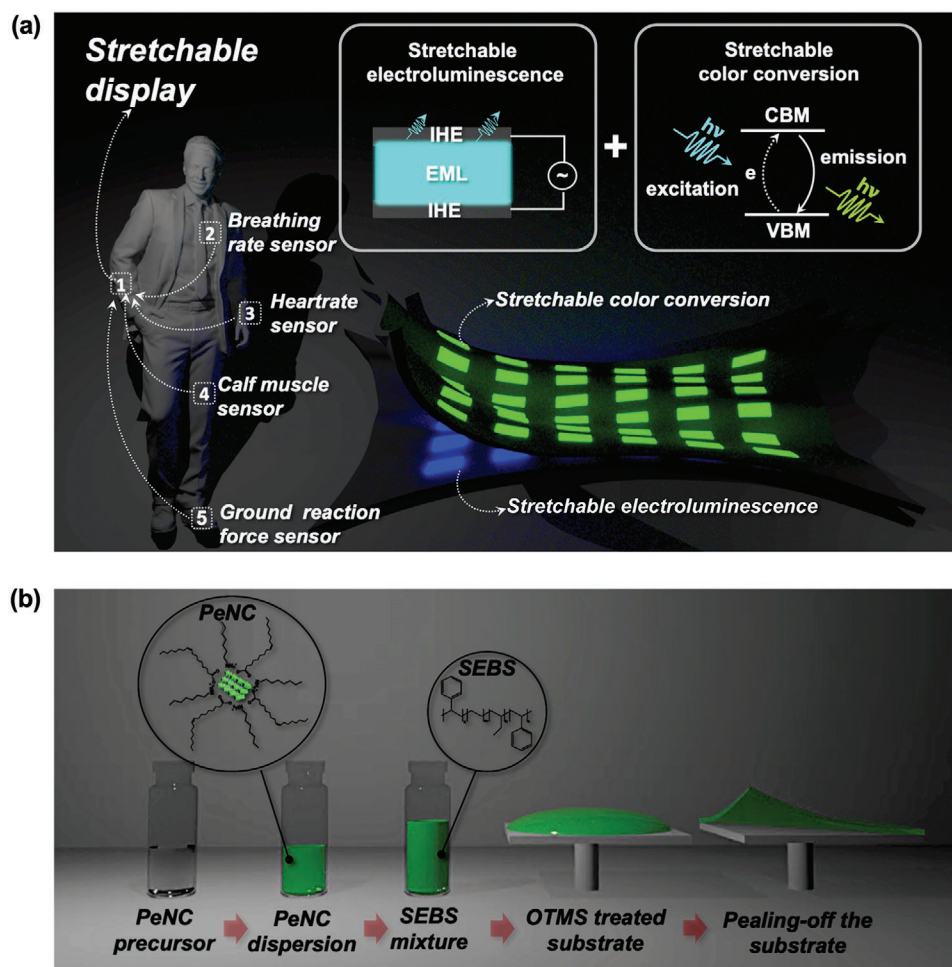 (a)
Stretchable
display
Stretchable
electroluminescence
IHE
EML
IHE
~
+
Stretchable
color conversion
hν
CBM
excitation
e
emission
hν
VBM
1
2
Breathing
rate sensor
3
Heartrate
sensor
4
Calf muscle
sensor
5
Ground reaction
force sensor
Stretchable color conversion
Stretchable electroluminescence
(b)
PeNC
SEBS
PeNC
precursor
PeNC
dispersion
SEBS
mixture
OTMS treated
substrate
Pealing-off the
substrate